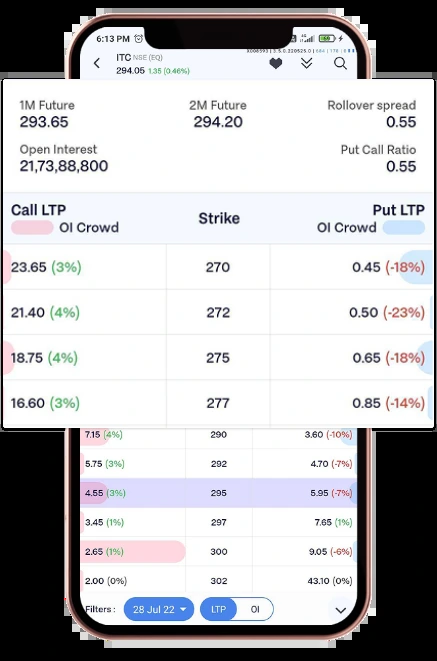 6:13 PM
ITC NSE (EQ)
294.05 1.35 (0.46%)
1M Future 2M Future Rollover spread
293.65 294.20 0.55
Open Interest Put Call Ratio
21,73,88,800 0.55
Call LTP Strike Put LTP
OI Crowd OI Crowd
23.65 (3%) 270 0.45 (-18%)
21.40 (4%) 272 0.50 (-23%)
18.75 (4%) 275 0.65 (-18%)
16.60 (3%) 277 0.85 (-14%)
7.15 (4%) 290 3.60 (-10%)
5.75 (3%) 292 4.70 (-7%)
4.55 (3%) 295 5.95 (-7%)
3.45 (1%) 297 7.65 (1%)
2.65 (1%) 300 9.05 (-6%)
2.00 (0%) 302 43.10 (0%)
Filters : 28 Jul 22 LTP OI